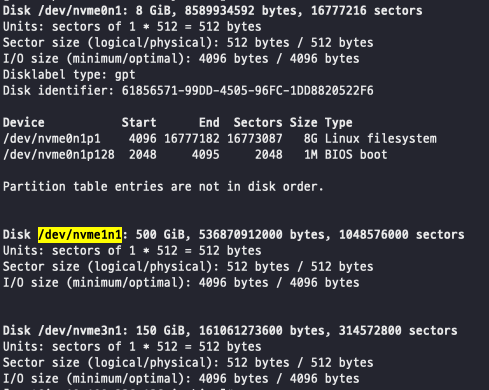 Disk /dev/nvme0n1: 8 GiB, 8589934592 bytes, 16777216 sectors
Units: sectors of 1 * 512 = 512 bytes
Sector size (logical/physical): 512 bytes / 512 bytes
I/O size (minimum/optimal): 4096 bytes / 4096 bytes
Disklabel type: gpt
Disk identifier: 61856571-99DD-4505-96FC-1DD8820522F6
Device Start End Sectors Size Type
/dev/nvme0n1p1 4096 16777182 16773087 8G Linux filesystem
/dev/nvme0n1p128 2048 4095 2048 1M BIOS boot
Partition table entries are not in disk order.
Disk /dev/nvme1n1: 500 GiB, 536870912000 bytes, 1048576000 sectors
Units: sectors of 1 * 512 = 512 bytes
Sector size (logical/physical): 512 bytes / 512 bytes
I/O size (minimum/optimal): 4096 bytes / 4096 bytes
Disk /dev/nvme3n1: 150 GiB, 161061273600 bytes, 314572800 sectors
Units: sectors of 1 * 512 = 512 bytes
Sector size (logical/physical): 512 bytes / 512 bytes
I/O size (minimum/optimal): 4096 bytes / 4096 bytes